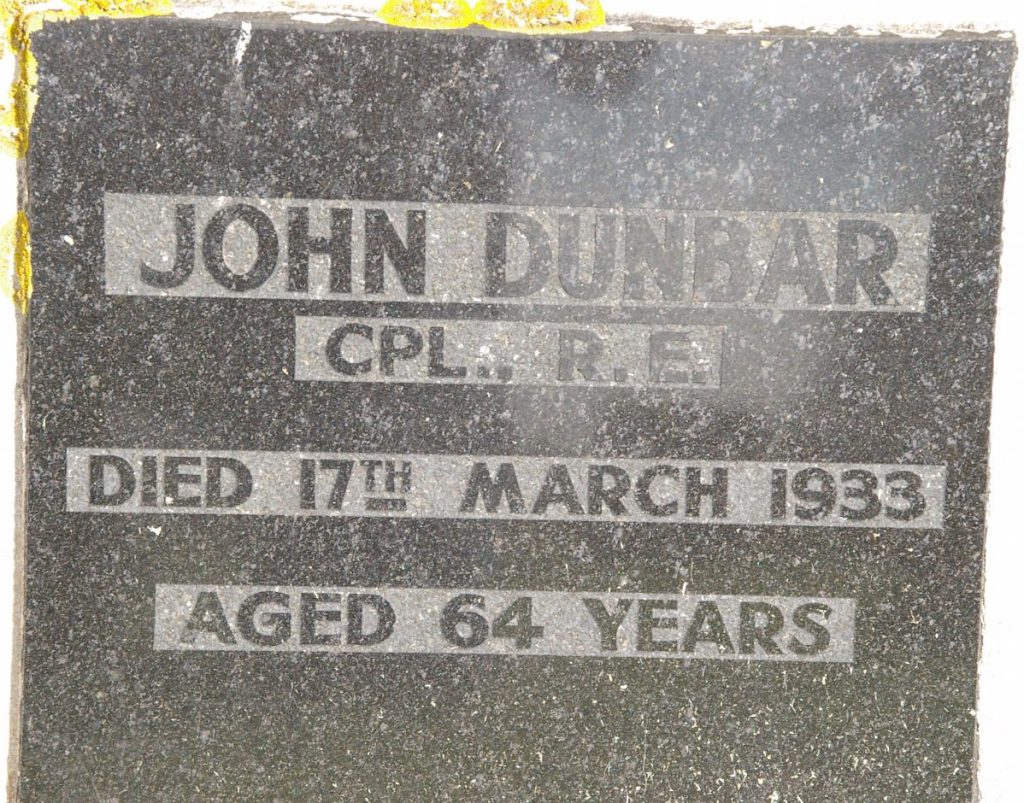 JOHN DUNBAR
CPL., R.E.
DIED 17TH MARCH 1933
AGED 64 YEARS